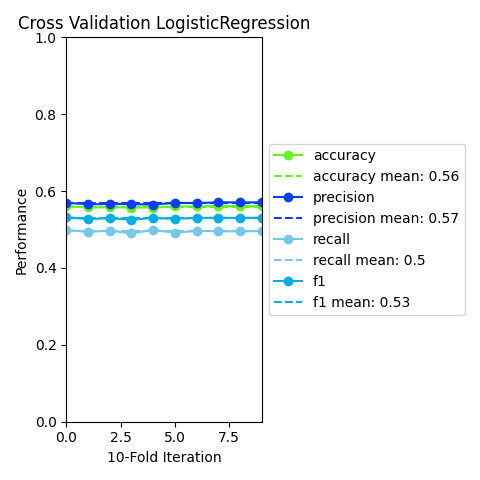 Cross Validation LogisticRegression
1.0
0.8
0.6
0.4
0.2
0.0
Performance
0.0 2.5 5.0 7.5
10-Fold Iteration
accuracy
accuracy mean: 0.56
precision
precision mean: 0.57
recall
recall mean: 0.5
f1
f1 mean: 0.53